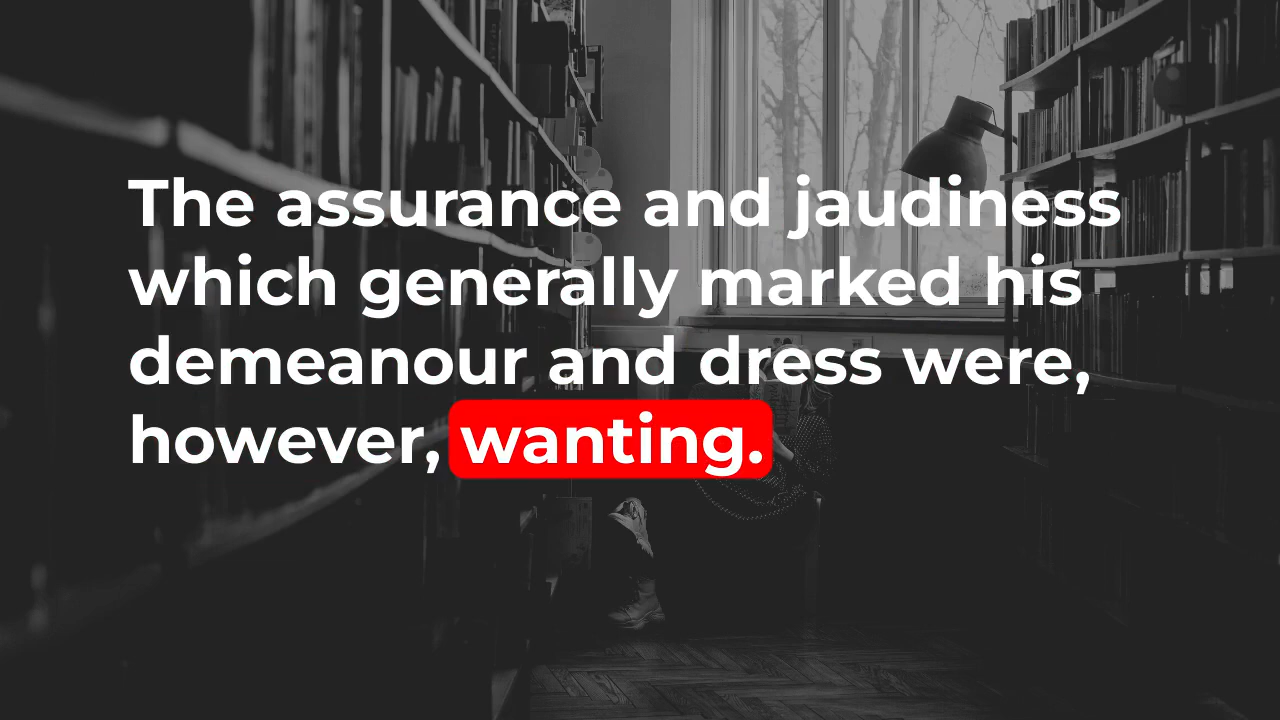 The assurance and jaudiness
which generally marked his
demeanour and dress were,
however, wanting.